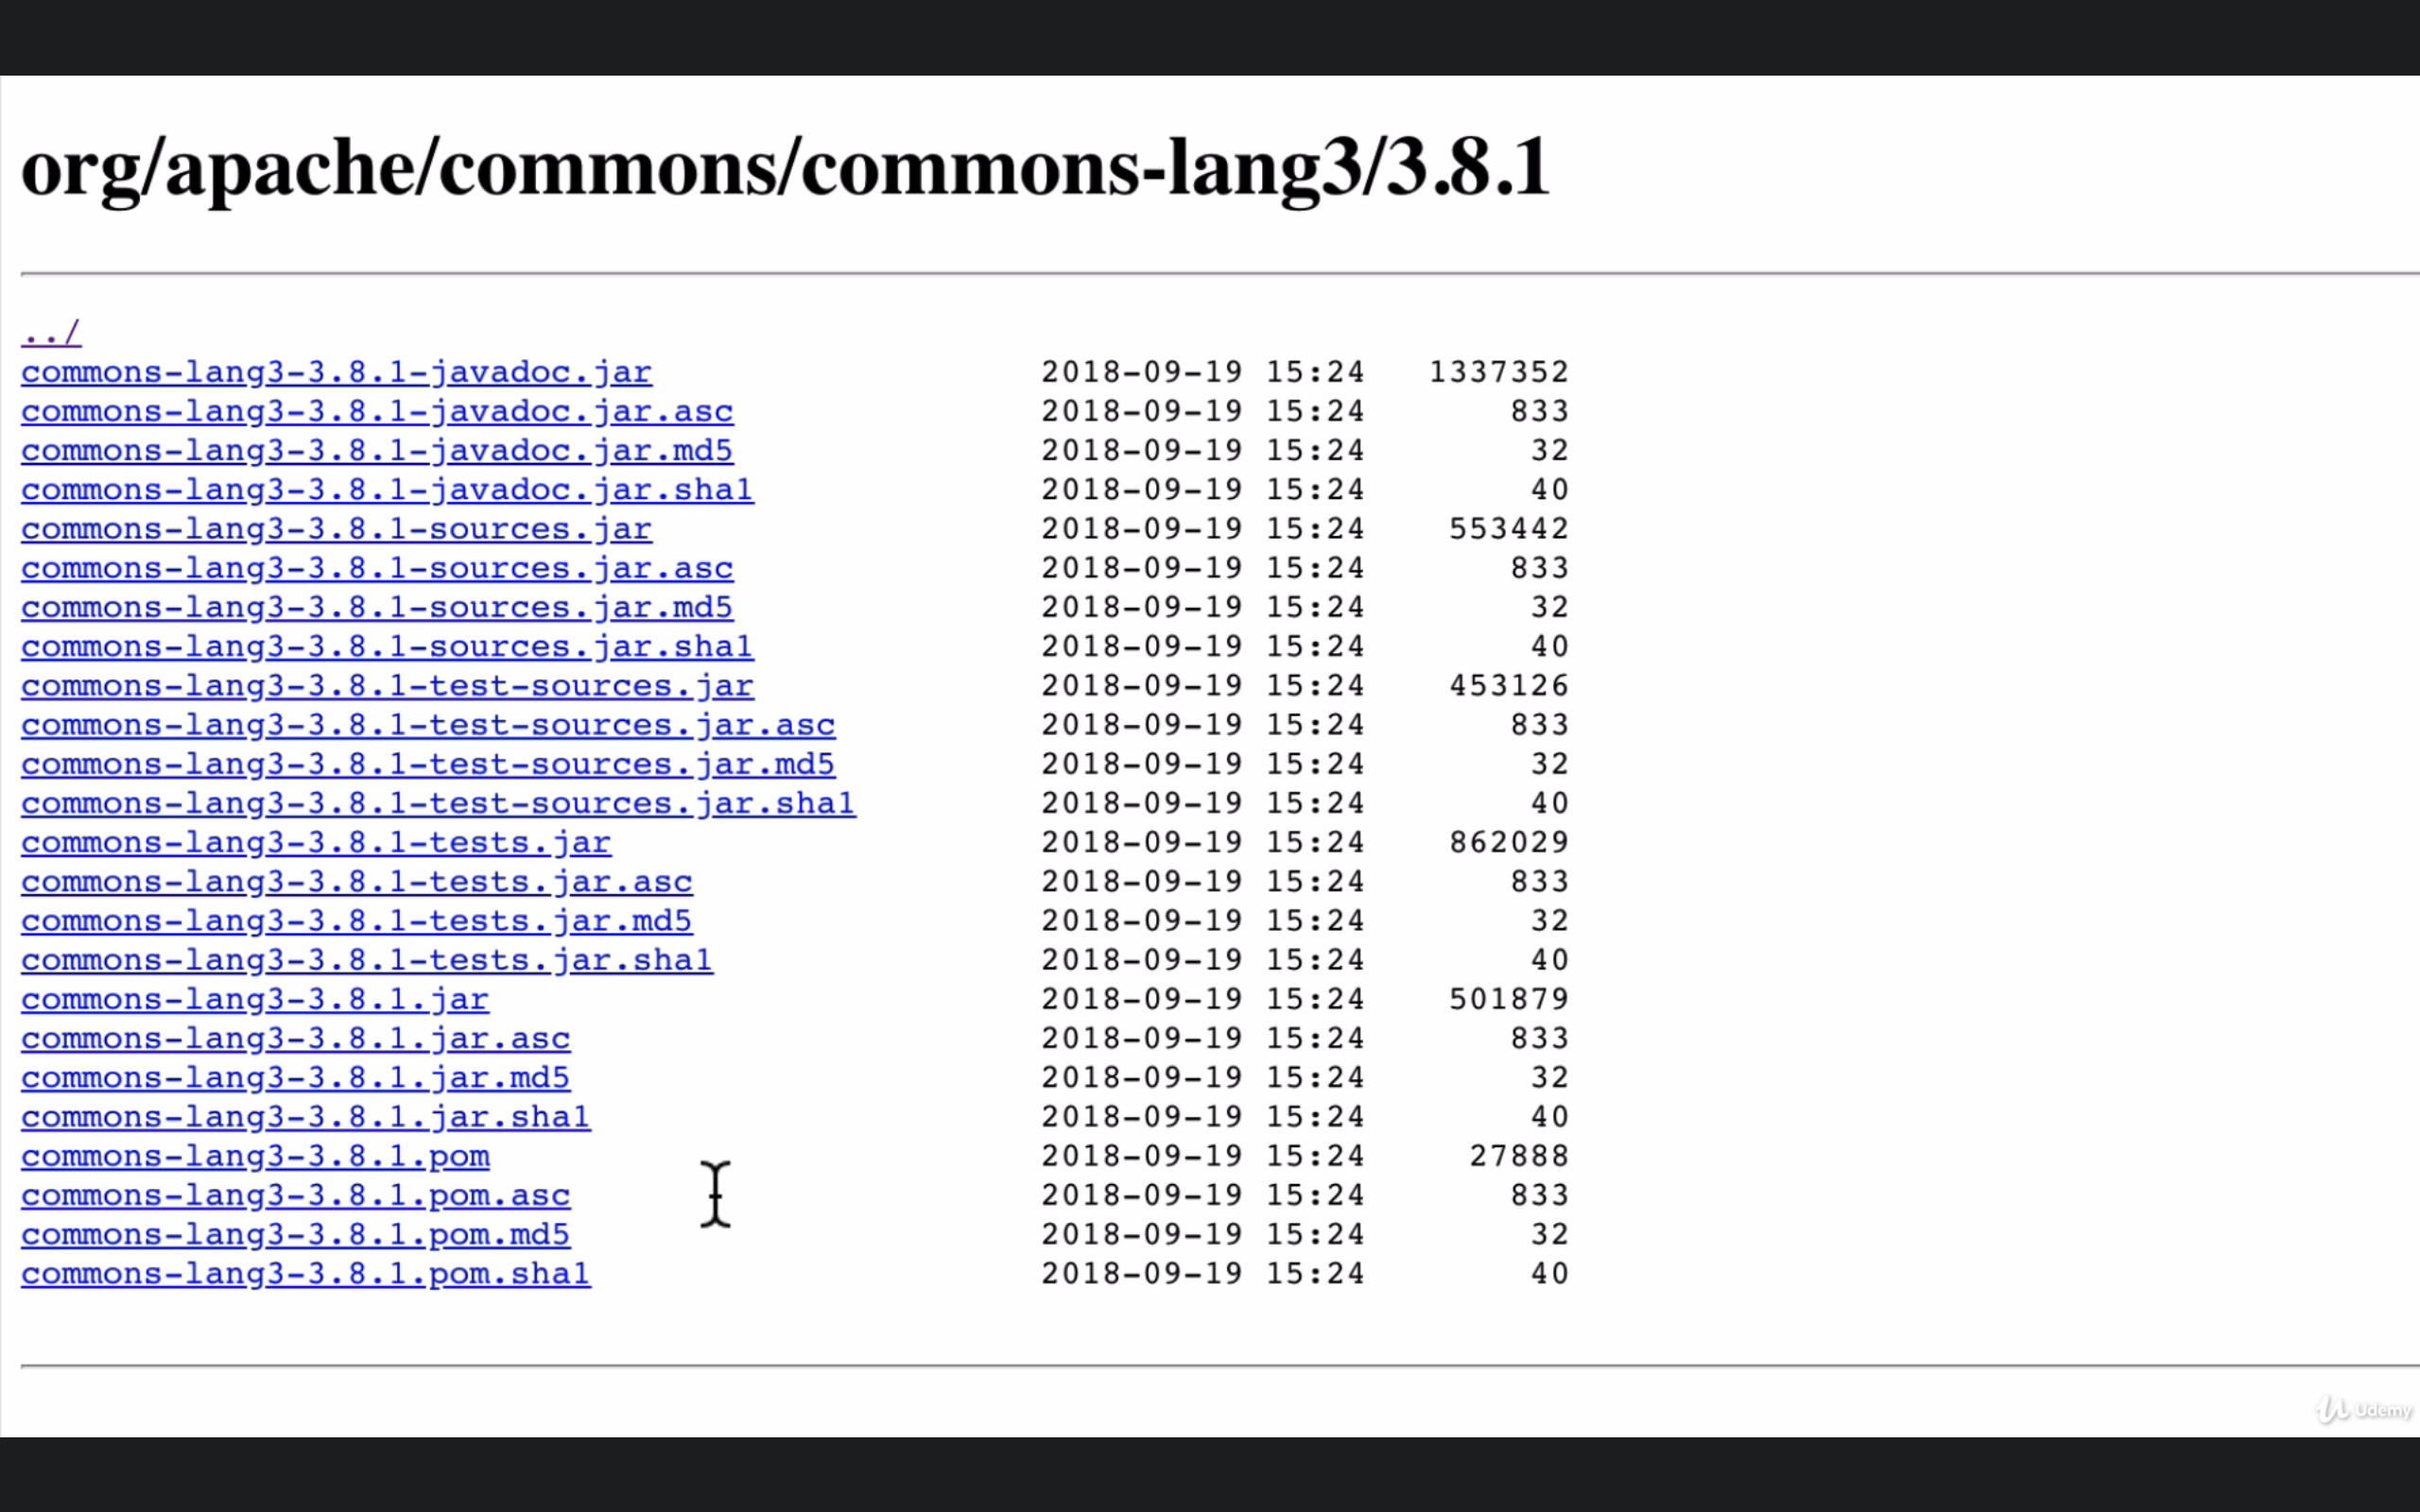 org/apache/commons/commons-lang3/3.8.1
../
commons-lang3-3.8.1-javadoc.jar 2018-09-19 15:24 1337352
commons-lang3-3.8.1-javadoc.jar.asc 2018-09-19 15:24 833
commons-lang3-3.8.1-javadoc.jar.md5 2018-09-19 15:24 32
commons-lang3-3.8.1-javadoc.jar.sha1 2018-09-19 15:24 40
commons-lang3-3.8.1-sources.jar 2018-09-19 15:24 553442
commons-lang3-3.8.1-sources.jar.asc 2018-09-19 15:24 833
commons-lang3-3.8.1-sources.jar.md5 2018-09-19 15:24 32
commons-lang3-3.8.1-sources.jar.sha1 2018-09-19 15:24 40
commons-lang3-3.8.1-test-sources.jar 2018-09-19 15:24 453126
commons-lang3-3.8.1-test-sources.jar.asc 2018-09-19 15:24 833
commons-lang3-3.8.1-test-sources.jar.md5 2018-09-19 15:24 32
commons-lang3-3.8.1-test-sources.jar.sha1 2018-09-19 15:24 40
commons-lang3-3.8.1-tests.jar 2018-09-19 15:24 862029
commons-lang3-3.8.1-tests.jar.asc 2018-09-19 15:24 833
commons-lang3-3.8.1-tests.jar.md5 2018-09-19 15:24 32
commons-lang3-3.8.1-tests.jar.sha1 2018-09-19 15:24 40
commons-lang3-3.8.1.jar 2018-09-19 15:24 501879
commons-lang3-3.8.1.jar.asc 2018-09-19 15:24 833
commons-lang3-3.8.1.jar.md5 2018-09-19 15:24 32
commons-lang3-3.8.1.jar.sha1 2018-09-19 15:24 40
commons-lang3-3.8.1.pom 2018-09-19 15:24 27888
commons-lang3-3.8.1.pom.asc 2018-09-19 15:24 833
commons-lang3-3.8.1.pom.md5 2018-09-19 15:24 32
commons-lang3-3.8.1.pom.sha1 2018-09-19 15:24 40
Udemy